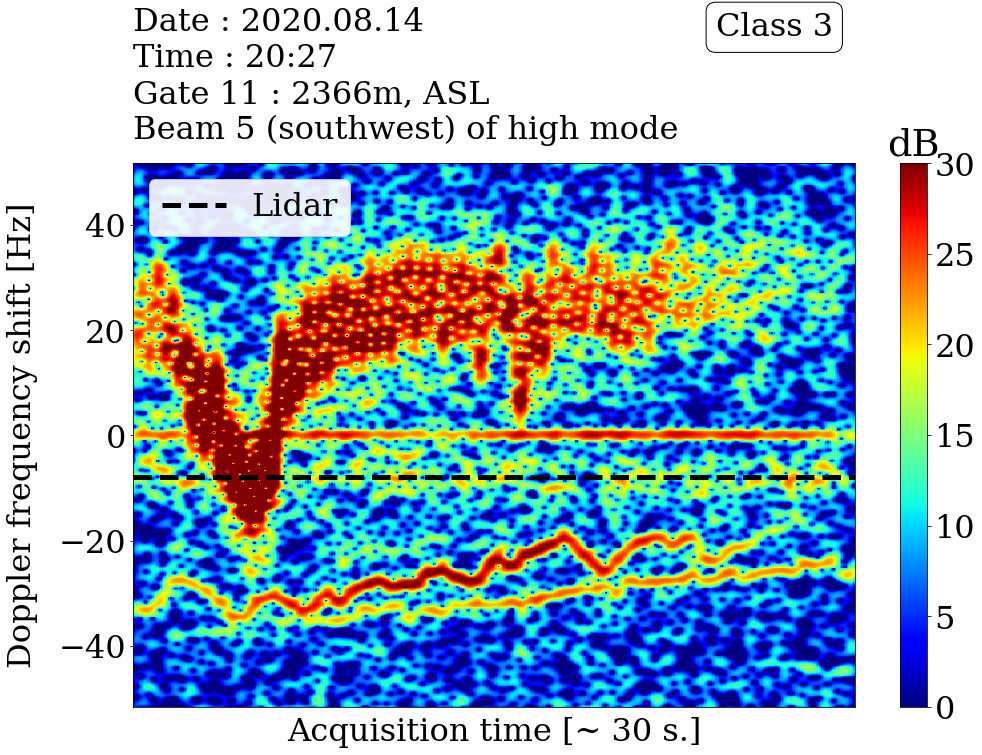 Date : 2020.08.14
Time : 20:27
Gate 11 : 2366m, ASL
Beam 5 (southwest) of high mode
Class 3
dB
Lidar
Doppler frequency shift [Hz]
40
20
0
−20
−40
30
25
20
15
10
5
0
Acquisition time [~ 30 s.]